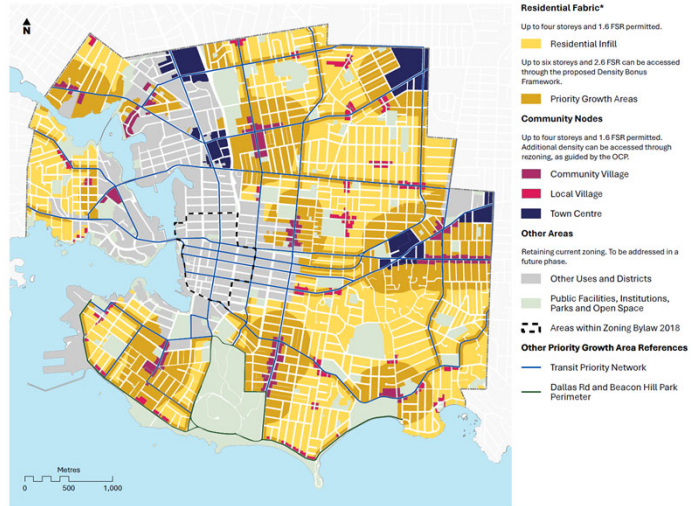 N
Metres
0 500 1,000
Residential Fabric*
Up to four storeys and 1.6 FSR permitted.
Residential Infill
Up to six storeys and 2.6 FSR can be accessed
through the proposed Density Bonus
Framework.
Priority Growth Areas
Community Nodes
Up to four storeys and 1.6 FSR permitted.
Additional density can be accessed through
rezoning, as guided by the OCP.
Community Village
Local Village
Town Centre
Other Areas
Retaining current zoning. To be addressed in a
future phase.
Other Uses and Districts
Public Facilities, Institutions,
Parks and Open Space
Areas within Zoning Bylaw 2018
Other Priority Growth Area References
Transit Priority Network
Dallas Rd and Beacon Hill Park
Perimeter